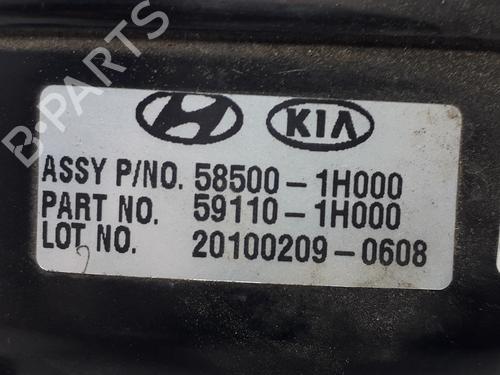 B-PARTS
KIA
ASSY P/NO. 58500-1H000
PART NO. 59110-1H000
LOT NO. 20100209-0608